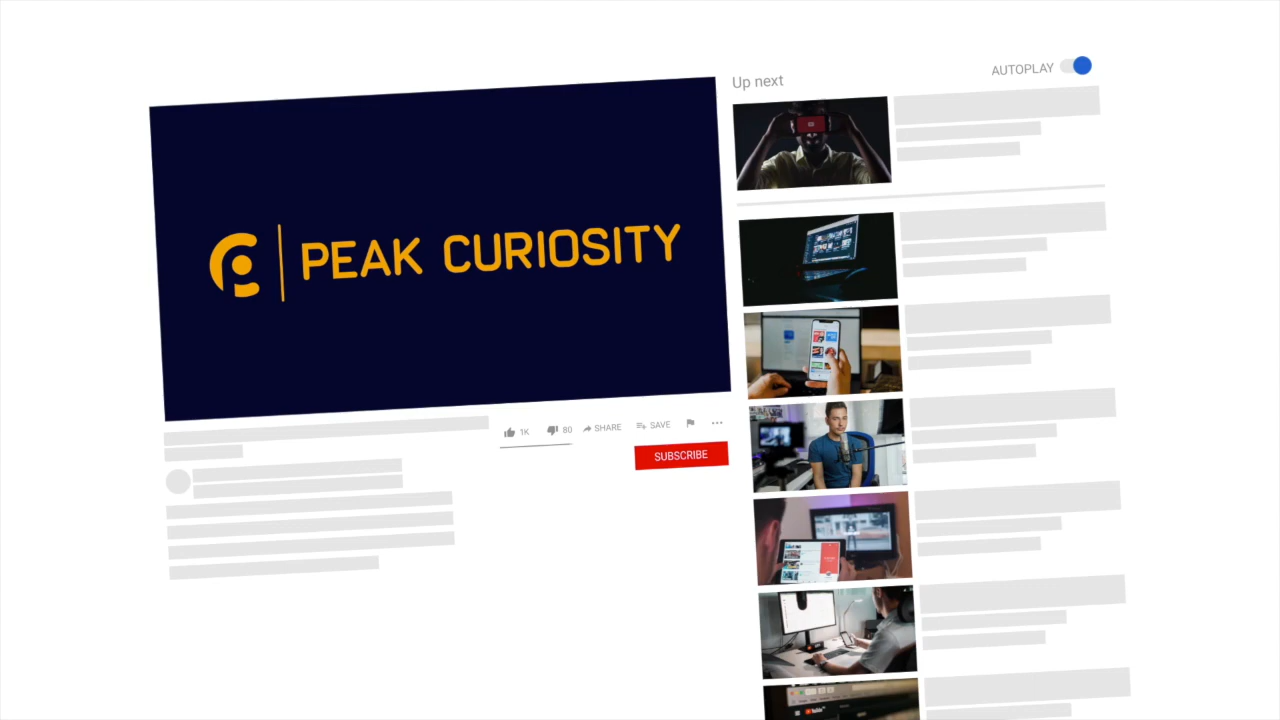 Up next
AUTOPLAY
PEAK CURIOSITY
1K
80
SHARE
SAVE
SUBSCRIBE